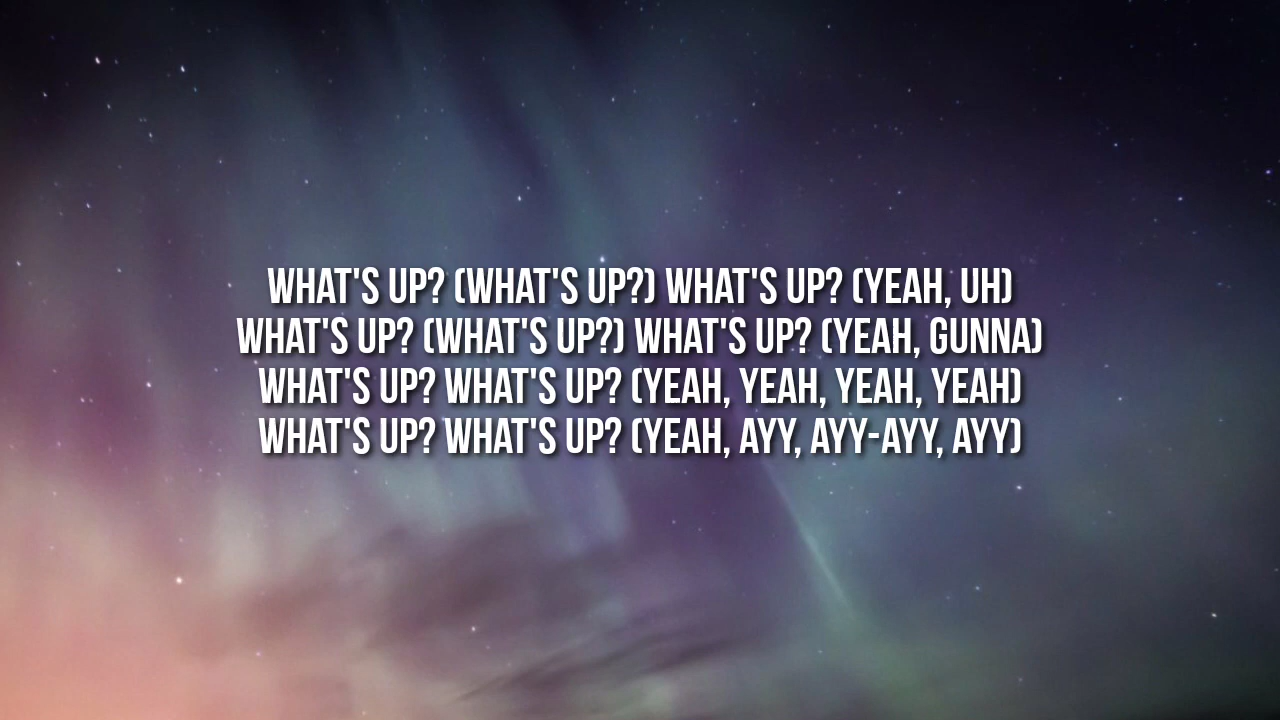 WHAT'S UP? (WHAT'S UP?) WHAT'S UP? (YEAH, UH)
WHAT'S UP? (WHAT'S UP?) WHAT'S UP? (YEAH, GUNNA)
WHAT'S UP? WHAT'S UP? (YEAH, YEAH, YEAH, YEAH)
WHAT'S UP? WHAT'S UP? (YEAH, AYY, AYY-AYY, AYY)